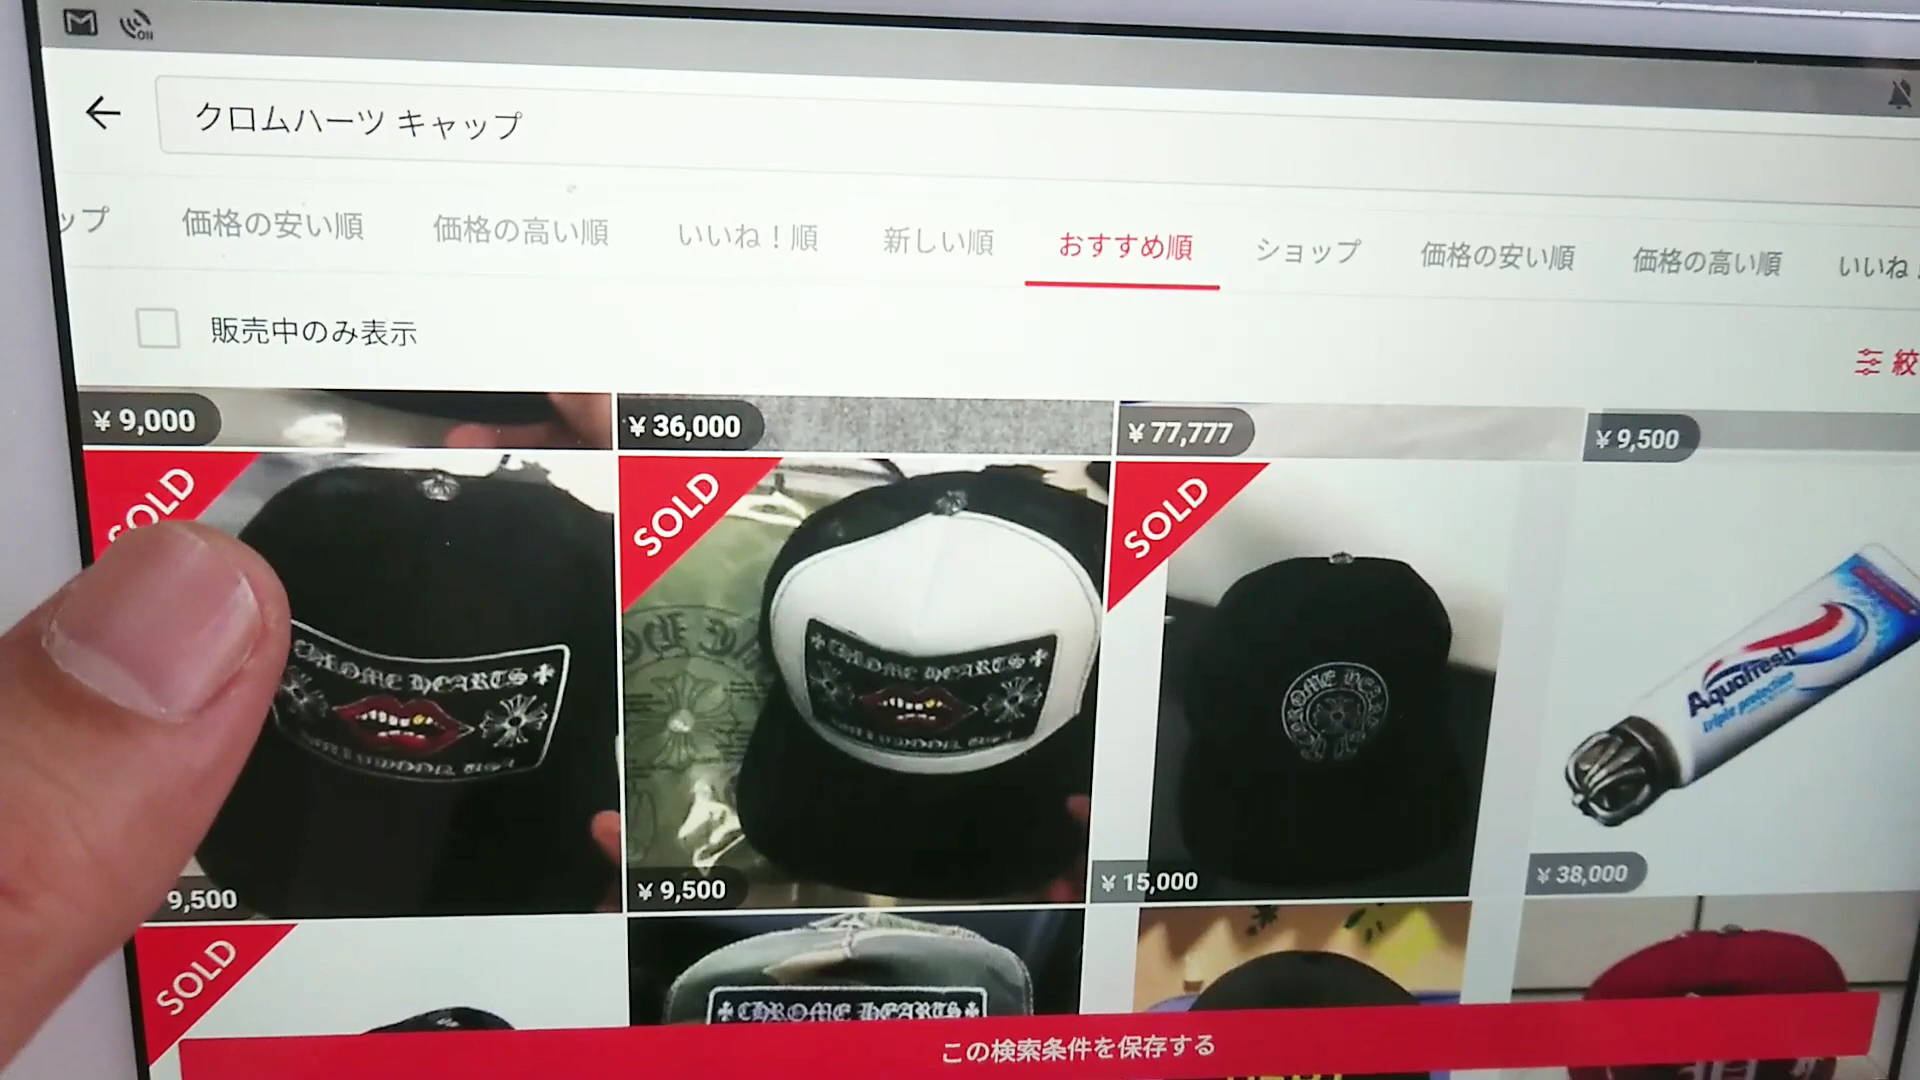 ON
クロムハーツ キャップ
ップ 価格の安い順 価格の高い順 いいね！順 新しい順 おすすめ順 ショップ 価格の安い順 価格の高い順 いいね
販売中のみ表示
絞
¥ 9,000
¥ 36,000
¥ 77,777
¥ 9,500
SOLD
CHROME HEARTS
9,500
SOLD
CHROME HEARTS
¥ 9,500
SOLD
CHROME HEARTS
¥ 15,000
Aquafresh
triple protection
¥ 38,000
SOLD
CHROME HEARTS
この検索条件を保存する